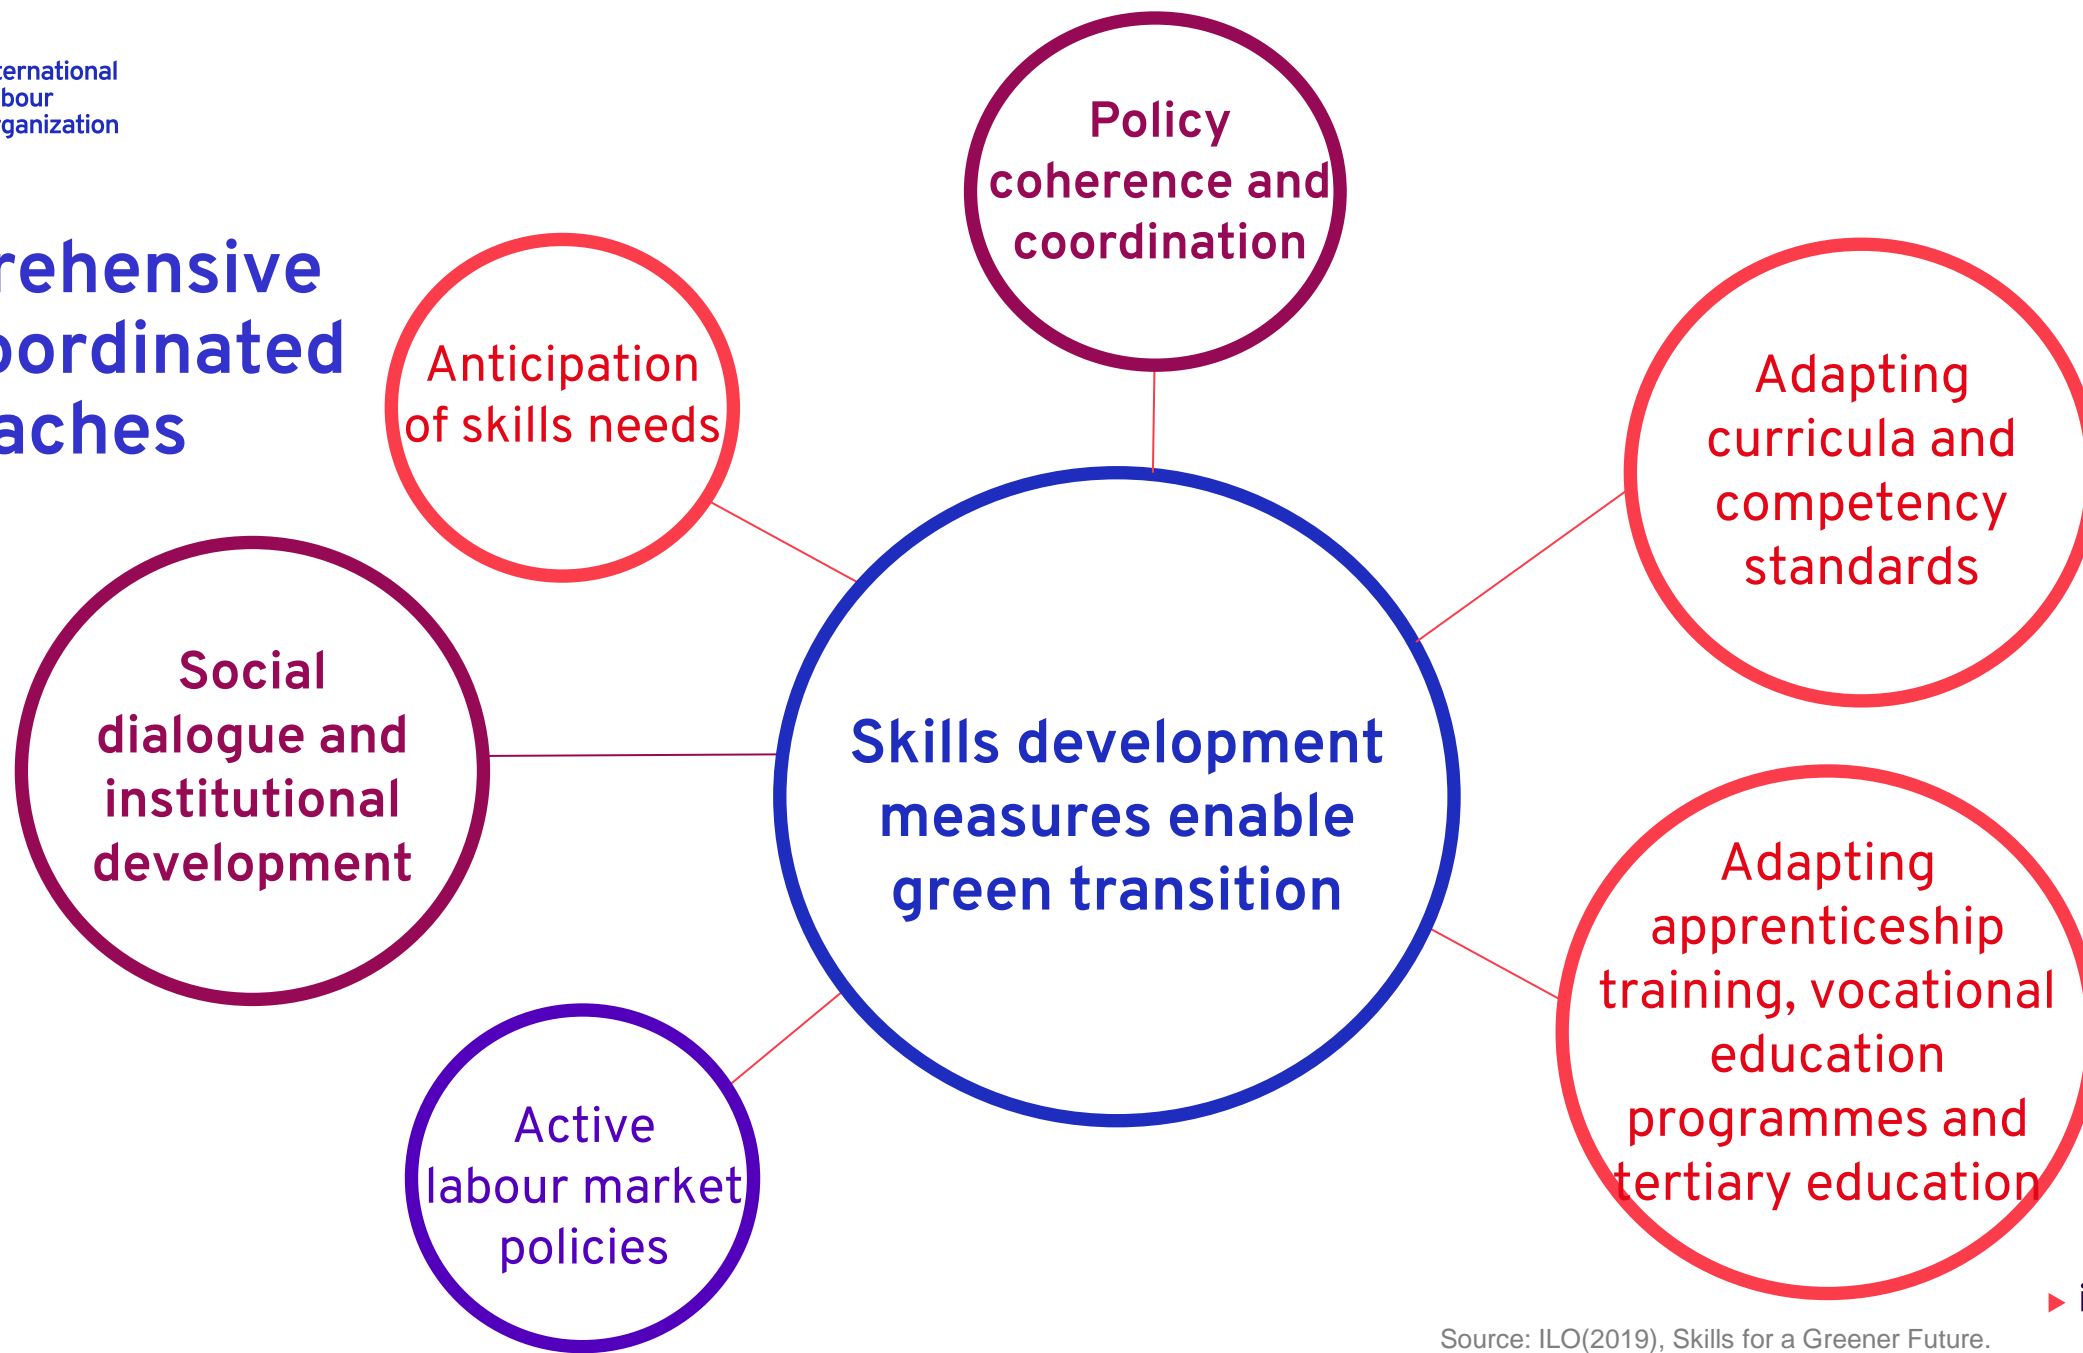 ternational
bour
ganization
rehensive
ordinated
aches
Policy
coherence and
coordination
Anticipation
of skills needs
Adapting
curricula and
competency
standards
Social
dialogue and
institutional
development
Skills development
measures enable
green transition
Adapting
apprenticeship
training, vocational
education
programmes and
tertiary education
Active
labour market
policies
Source: ILO(2019), Skills for a Greener Future.